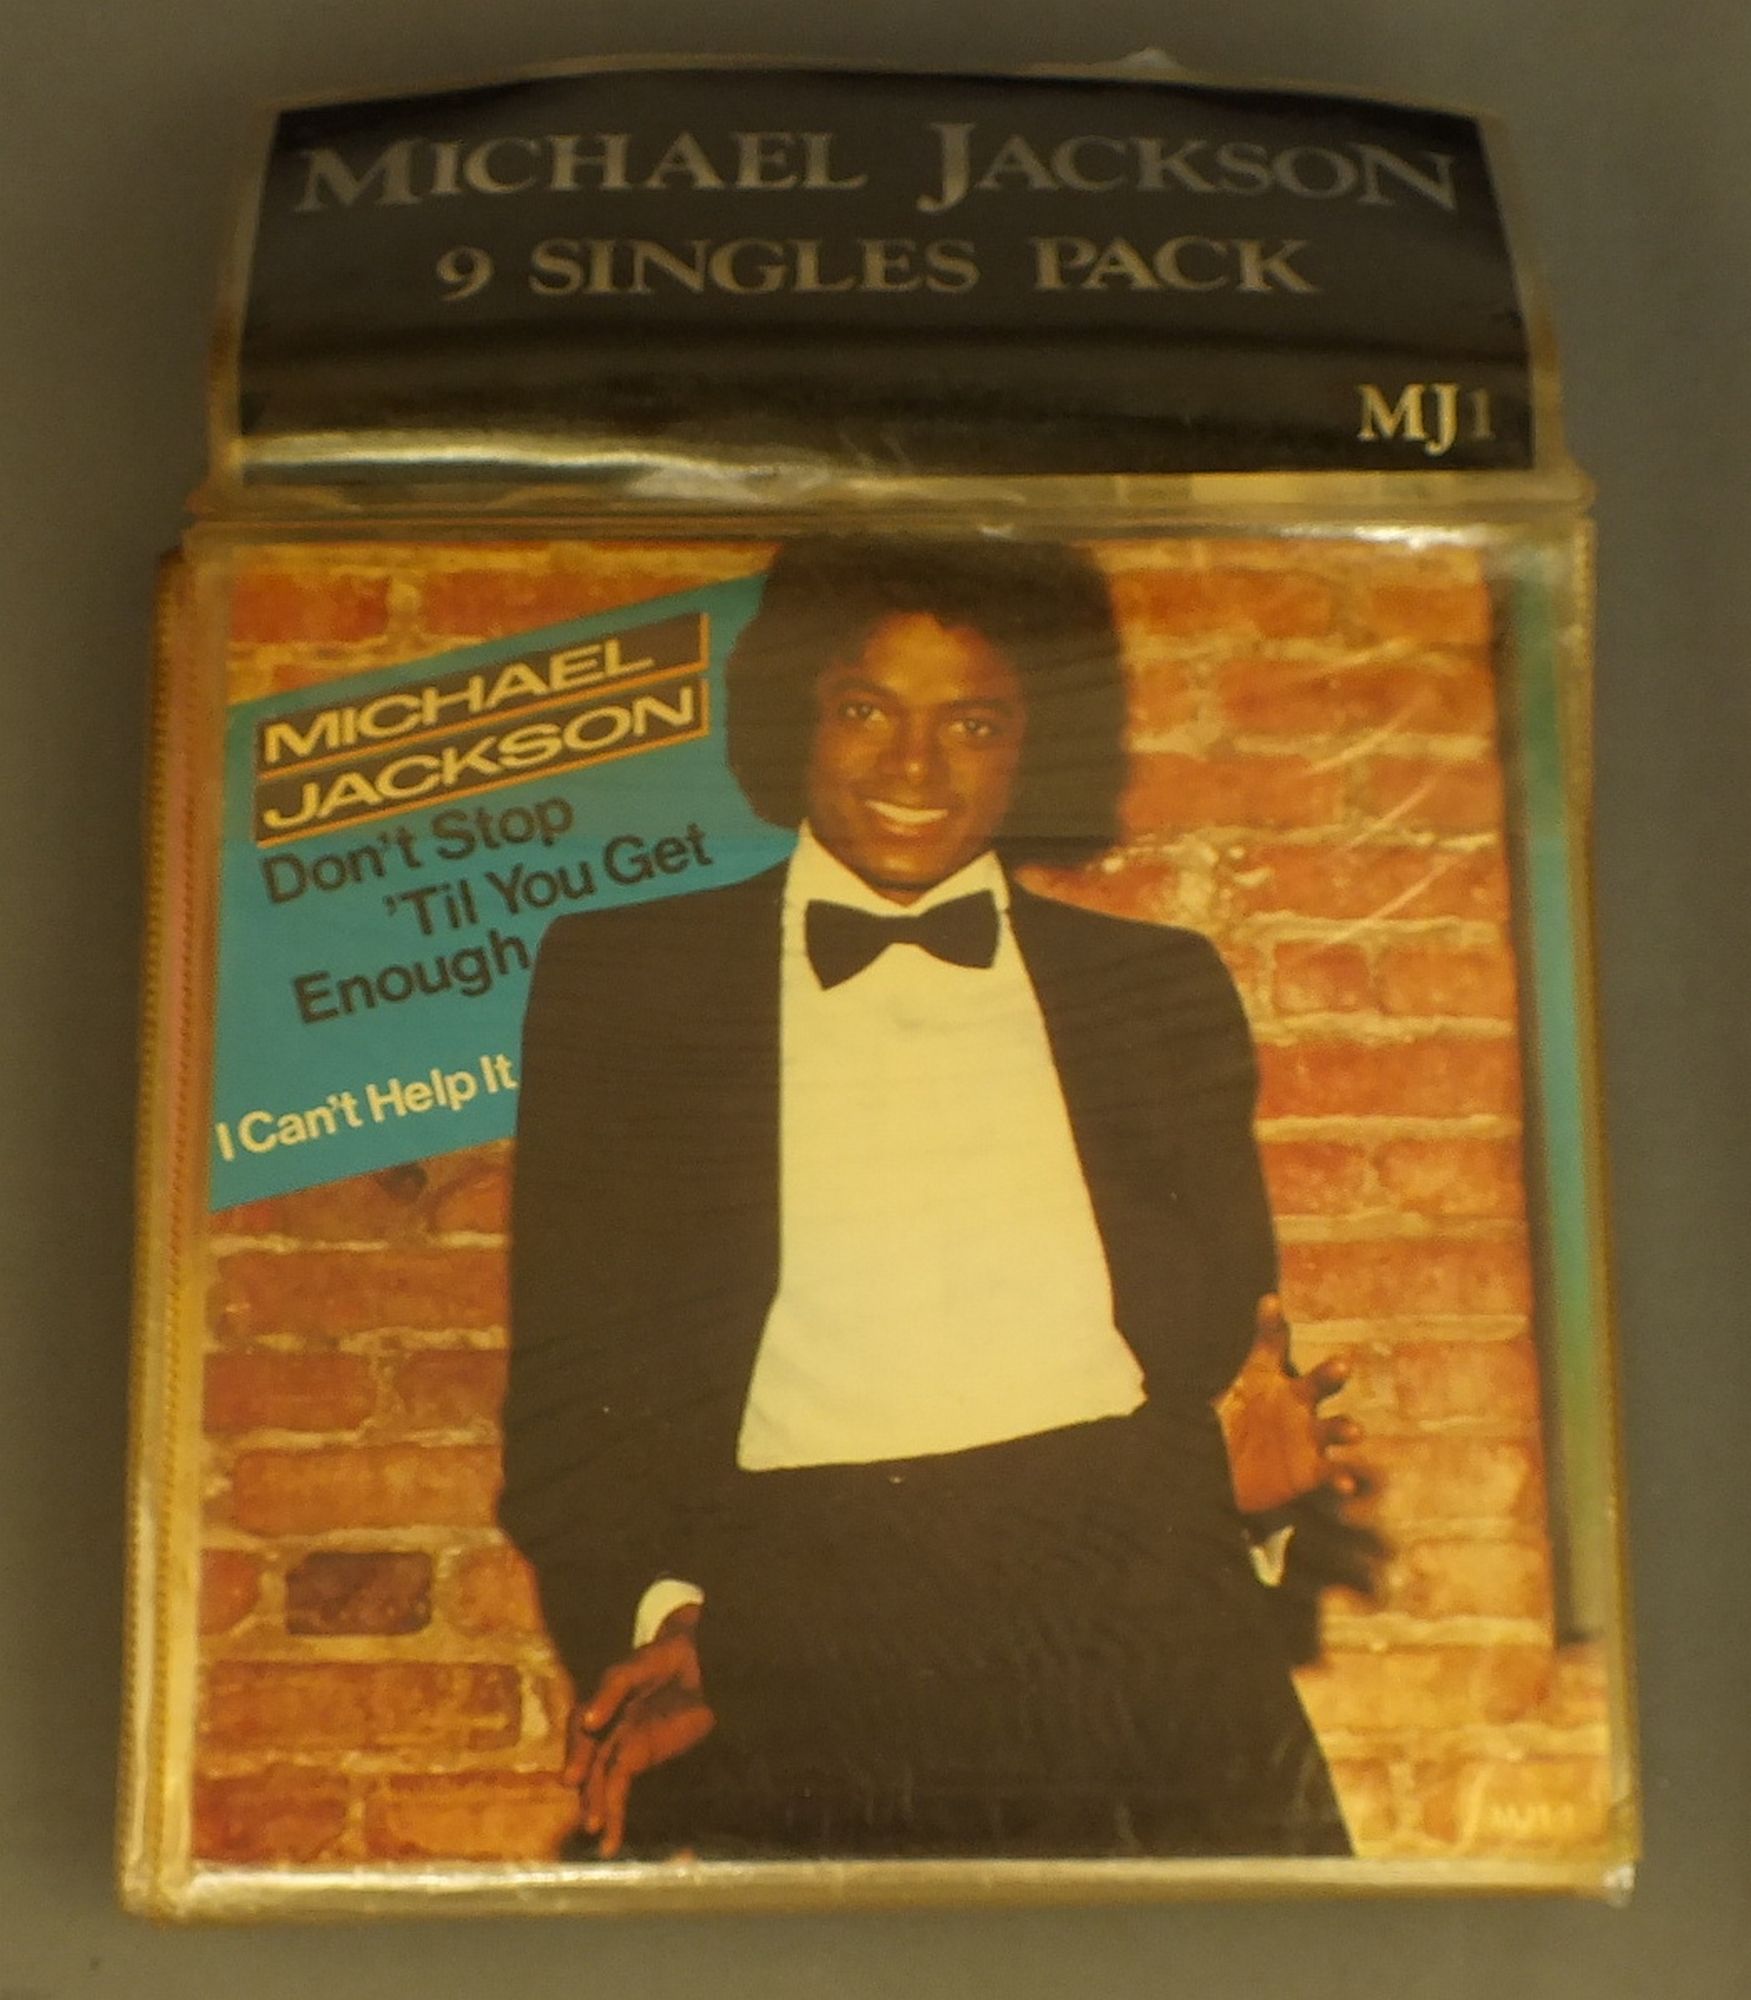 MICHAEL JACKSON
9 SINGLES PACK
MJ1
MICHAEL
JACKSON
Don't Stop
'Til You Get
Enough
I Can't Help It